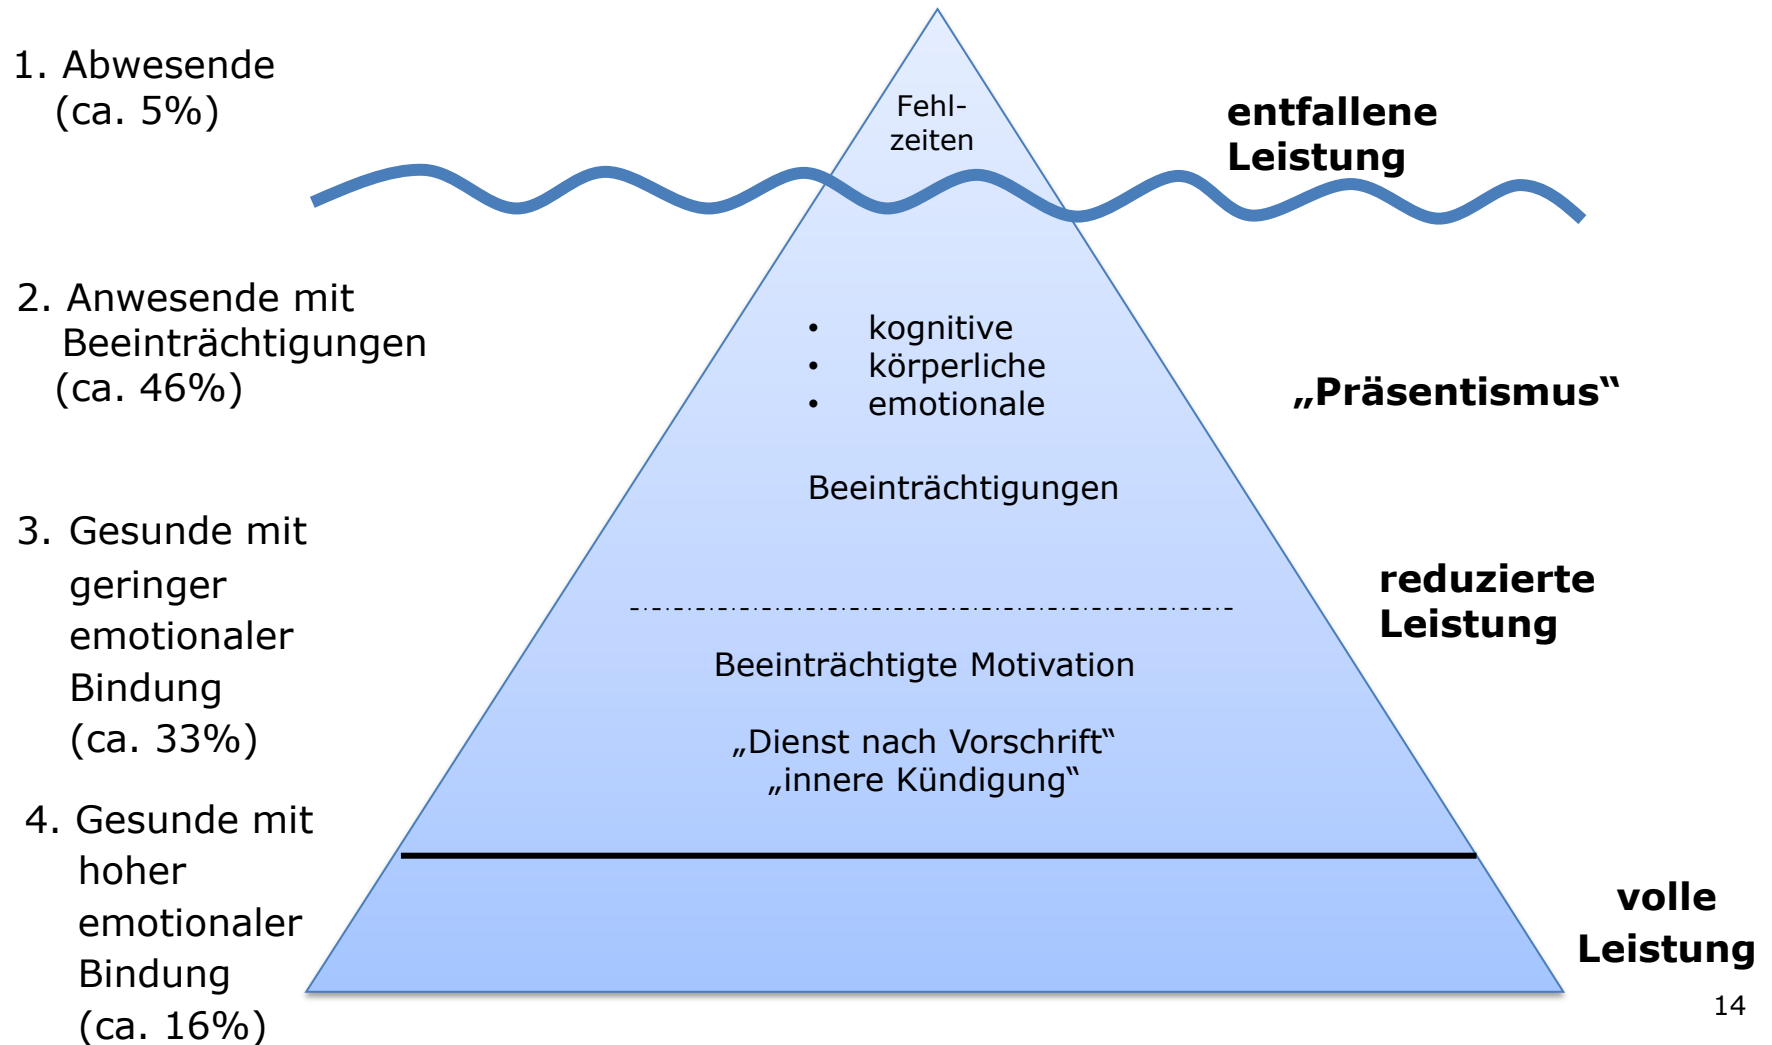 1. Abwesende
(ca. 5%)
Fehl-
zeiten
entfallene
Leistung
2. Anwesende mit
Beeinträchtigungen
(ca. 46%)
• kognitive
• körperliche
• emotionale
Beeinträchtigungen
„Präsentismus“
3. Gesunde mit
geringer
emotionaler
Bindung
(ca. 33%)
reduzierte
Leistung
Beeinträchtigte Motivation
„Dienst nach Vorschrift“
„innere Kündigung“
4. Gesunde mit
hoher
emotionaler
Bindung
(ca. 16%)
volle
Leistung
14